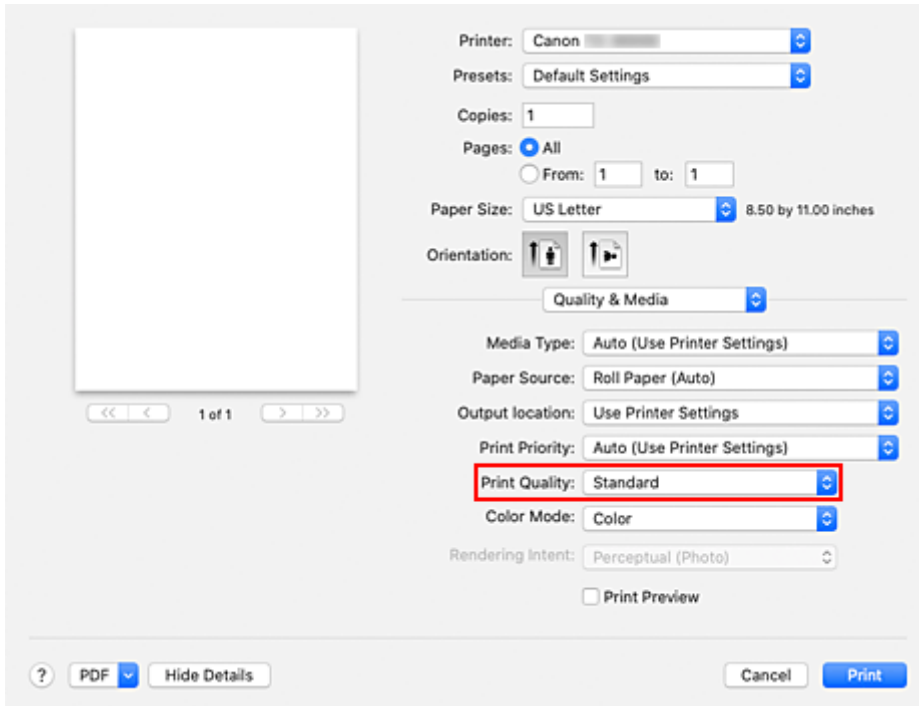 Printer: Canon
Presets: Default Settings
Copies: 1
Pages: All
From: 1 to: 1
Paper Size: US Letter 8.50 by 11.00 inches
Orientation:
Quality & Media
Media Type: Auto (Use Printer Settings)
Paper Source: Roll Paper (Auto)
<< < 1 of 1 > >>
Output location: Use Printer Settings
Print Priority: Auto (Use Printer Settings)
Print Quality: Standard
Color Mode: Color
Rendering Intent: Perceptual (Photo)
Print Preview
? PDF Hide Details Cancel Print